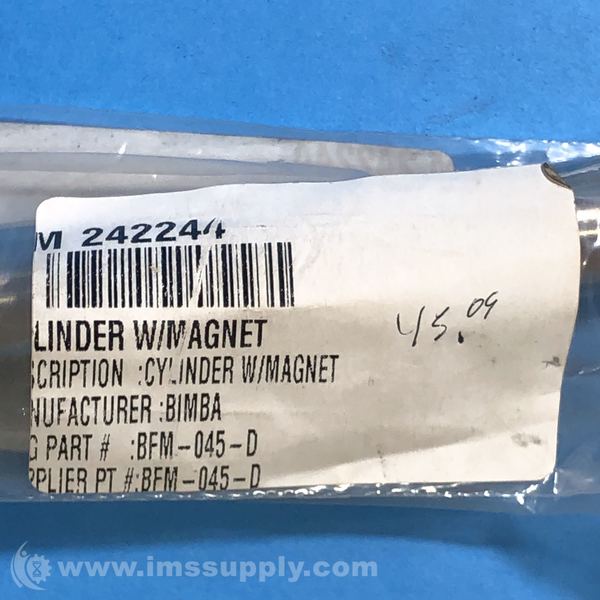 M 242244
LINDER W/MAGNET
SCRIPTION :CYLINDER W/MAGNET
NUFACTURER :BIMBA
G PART # :BFM-045-D
PPLIER PT #:BFM-045-D
45.09
www.imssupply.com